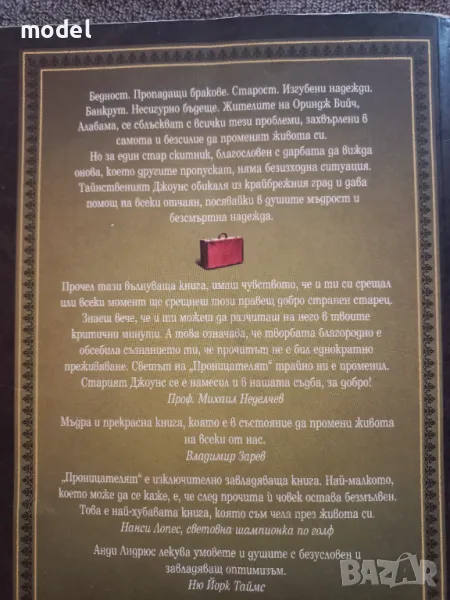 model
Бедност. Пропадащи бракове. Старост. Изгубени надежди.
Банкрут. Несигурно бъдеще. Жителите на Ориндж Бийч,
Алабама, се сблъскват с всички тези проблеми, захвърлени в
самота и безсилие да променят живота си.
Но за един стар скитник, благословен с дарбата да вижда
онова, което другите пропускат, няма безизходна ситуация.
Тайнственият Джоунс обикаля из крайбрежния град и дава
помощ на всеки отчаян, посявайки в душите мъдрост и
безсмъртна надежда.
Прочел тази вълнуваща книга, имаш чувството, че и ти си срещал
или всеки момент ще срещнеш този правещ добро странен старец.
Знаеш вече, че и ти можеш да разчиташ на него в твоите
критични минути. А това означава, че творбата благородно е
обсебила съзнанието ти, че прочитът не е бил еднократно
преживяване. Светът на „Проницателят“ трайно ни е променил.
Старият Джоунс се е намесил и в нашата съдба, за добро!
Проф. Михаил Неделчев
Мъдра и прекрасна книга, която е в състояние да промени живота
на всеки от нас.
Владимир Зарев
„Проницателят“ е изключително завладяваща книга. Най-малкото,
което може да се каже, е, че след прочита ѝ човек остава безмълвен.
Това е най-хубавата книга, която съм чела през живота си.
Нанси Лопес, световна шампионка по голф
Анди Андрюс лекува умовете и душите с безусловен и
завладяващ оптимизъм.
Ню Йорк Таймс
BAZAR